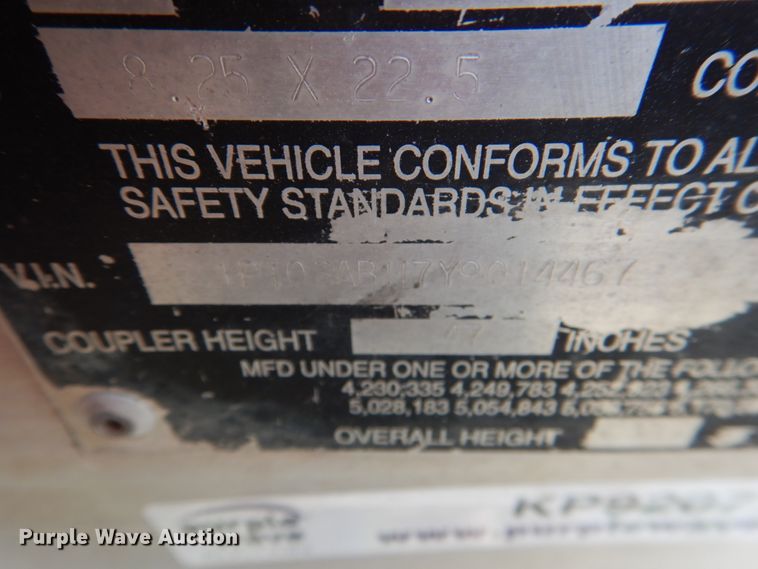 8.25 X 22.5
CO
THIS VEHICLE CONFORMS TO AL
SAFETY STANDARDS IN EFFECT C
V.I.N.
COUPLER HEIGHT 47 INCHES
MFD UNDER ONE OR MORE OF THE FOLLO
4,230,335 4,249,783
5,028,183 5,054,843
OVERALL HEIGHT
Purple Wave Auction